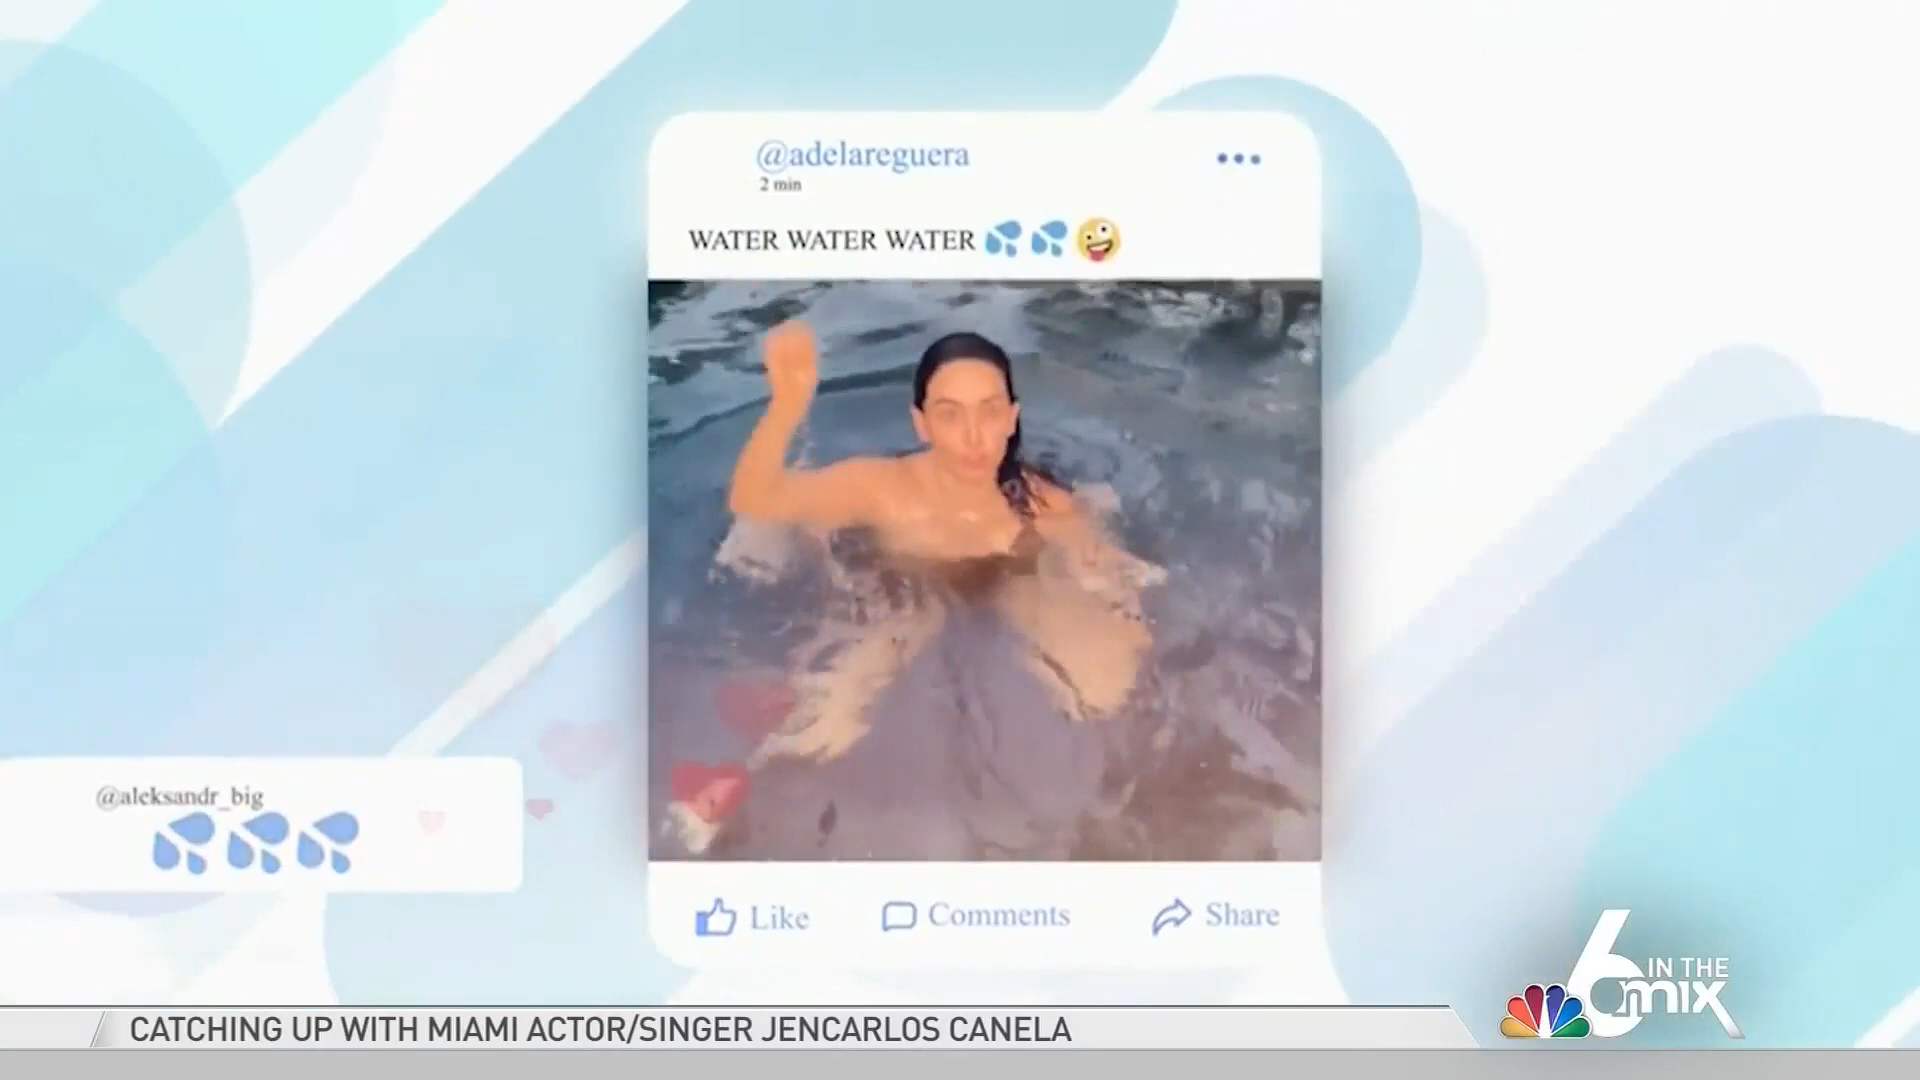 @adelareguera
2 min
WATER WATER WATER 💦 💦 🤪
@aleksandr_big
💦 💦 💦
Like Comments Share
6 IN THE MIX
CATCHING UP WITH MIAMI ACTOR/SINGER JENCARLOS CANELA